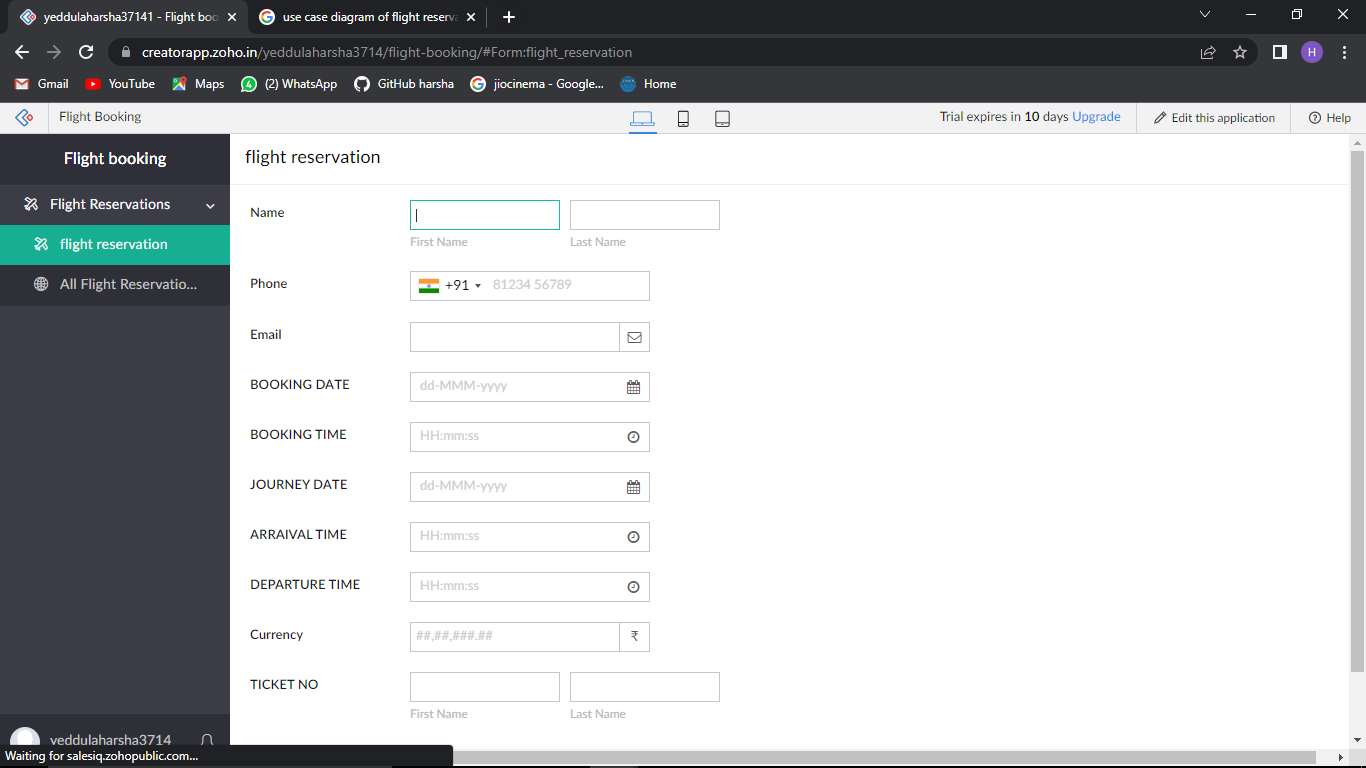 yeddulaharsha37141 - Flight boo
use case diagram of flight reserva
creatorapp.zoho.in/yeddulaharsha3714/flight-booking/#Form:flight_reservation
H
Gmail YouTube Maps (2) WhatsApp GitHub harsha jiocinema - Google... Home
Flight Booking
Trial expires in 10 days Upgrade
Edit this application
Help
Flight booking
Flight Reservations
flight reservation
All Flight Reservatio...
yeddulaharsha3714
Waiting for salesiq.zohopublic.com...
flight reservation
Name
First Name Last Name
Phone +91 81234 56789
Email
BOOKING DATE dd-MMM-yyyy
BOOKING TIME HH:mm:ss
JOURNEY DATE dd-MMM-yyyy
ARRAIVAL TIME HH:mm:ss
DEPARTURE TIME HH:mm:ss
Currency ##,##,###.## ₹
TICKET NO
First Name Last Name